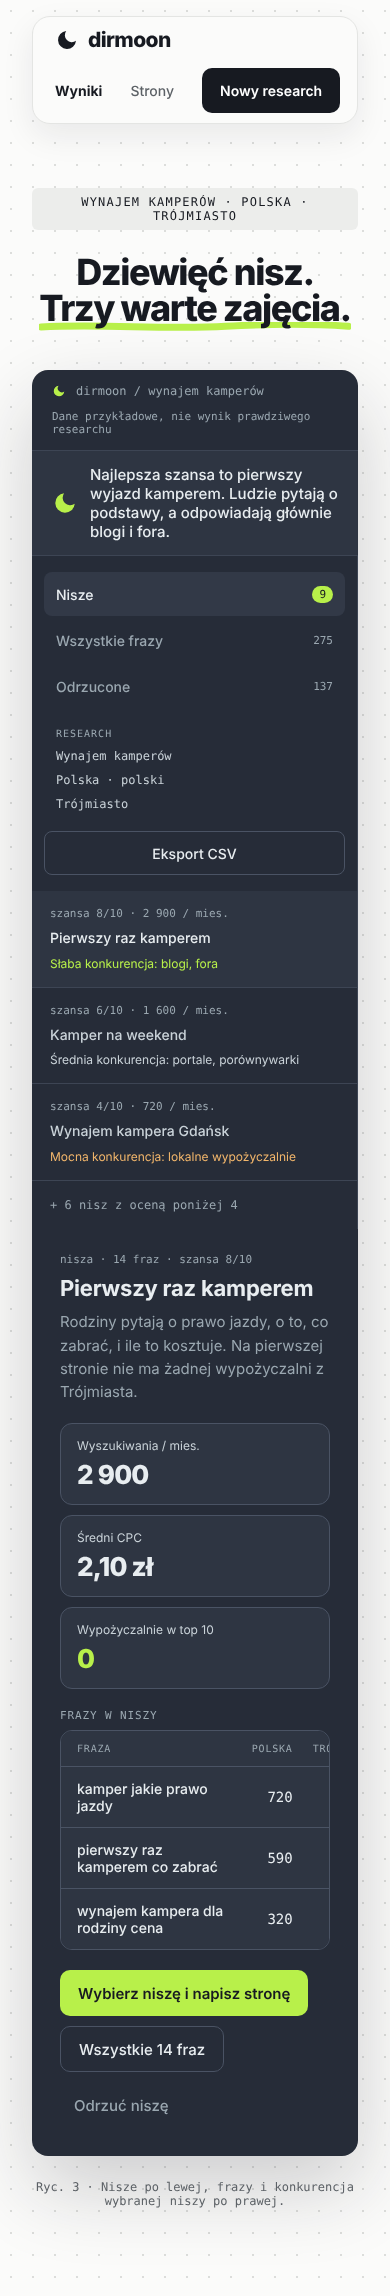 dirmoon
Wyniki Strony Nowy research
WYNAJEM KAMPERÓW · POLSKA ·
TRÓJMIASTO
Dziewięć nisz.
Trzy warte zajęcia.
dirmoon / wynajem kamperów
Dane przykładowe, nie wynik prawdziwego
researchu
Najlepsza szansa to pierwszy
wyjazd kamperem. Ludzie pytają o
podstawy, a odpowiadają głównie
blogi i fora.
Nisze 9
Wszystkie frazy 275
Odrzucone 137
RESEARCH
Wynajem kamperów
Polska · polski
Trójmiasto
Eksport CSV
szansa 8/10 · 2 900 / mies.
Pierwszy raz kamperem
Słaba konkurencja: blogi, fora
szansa 6/10 · 1 600 / mies.
Kamper na weekend
Średnia konkurencja: portale, porównywarki
szansa 4/10 · 720 / mies.
Wynajem kampera Gdańsk
Mocna konkurencja: lokalne wypożyczalnie
+ 6 nisz z oceną poniżej 4
nisza · 14 fraz · szansa 8/10
Pierwszy raz kamperem
Rodziny pytają o prawo jazdy, o to, co
zabrać, i ile to kosztuje. Na pierwszej
stronie nie ma żadnej wypożyczalni z
Trójmiasta.
Wyszukiwania / mies.
2 900
Średni CPC
2,10 zł
Wypożyczalnie w top 10
0
FRAZY W NISZY
FRAZA POLSKA
kamper jakie prawo
jazdy 720
pierwszy raz
kamperem co zabrać 590
wynajem kampera dla
rodziny cena 320
Wybierz niszę i napisz stronę
Wszystkie 14 fraz
Odrzuć niszę
Ryc. 3 · Nisze po lewej, frazy i konkurencja
wybranej niszy po prawej.